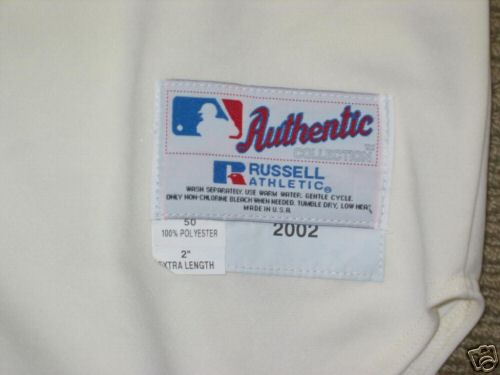 Authentic
COLLECTION
RUSSELL
ATHLETIC®
WASH SEPARATELY. USE WARM WATER. GENTLE CYCLE.
ONLY NON-CHLORINE BLEACH WHEN NEEDED. TUMBLE DRY, LOW HEAT.
MADE IN U.S.A.
50
100% POLYESTER
2"
EXTRA LENGTH
2002